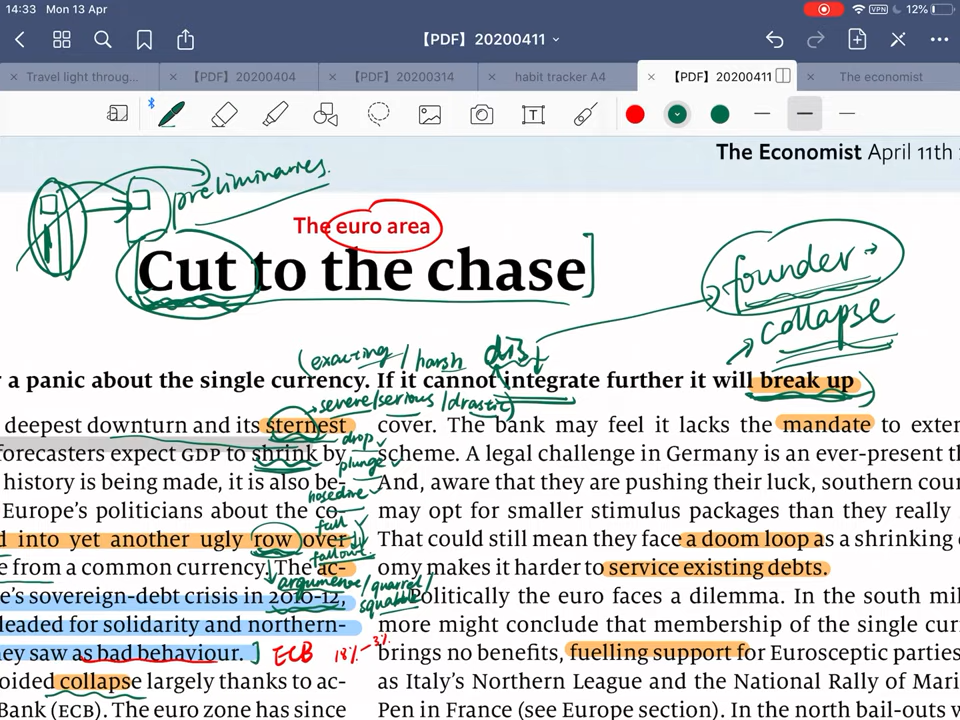 14:33 Mon 13 Apr
VPN 12%
【PDF】20200411
Travel light throug...
【PDF】20200404
【PDF】20200314
habit tracker A4
【PDF】20200411
The economist
T
The Economist April 11th
preliminaries.
The euro area
Cut to the chase
founder
collapse
(exacting / harsh
dis
r a panic about the single currency. If it cannot integrate further it will break up
severe/serious/drastic)
deepest downturn and its sternest
drop
forecasters expect GDP to shrink by
plunge
history is being made, it is also be-
nosedive
Europe's politicians about the co-
fall
d into yet another ugly row over
fallout
e from a common currency. The ac-
argument/quarrel/
squabble
e's sovereign-debt crisis in 2010-12,
leaded for solidarity and northern-
ney saw as bad behaviour.
ECB
18%-3%
oided collapse largely thanks to ac-
Bank (ECB). The euro zone has since
cover. The bank may feel it lacks the mandate to exten
scheme. A legal challenge in Germany is an ever-present th
And, aware that they are pushing their luck, southern coun
may opt for smaller stimulus packages than they really
That could still mean they face a doom loop as a shrinking
omy makes it harder to service existing debts.
Politically the euro faces a dilemma. In the south mil
more might conclude that membership of the single cur
brings no benefits, fuelling support for Eurosceptic parties
as Italy's Northern League and the National Rally of Mari
Pen in France (see Europe section). In the north bail-outs w